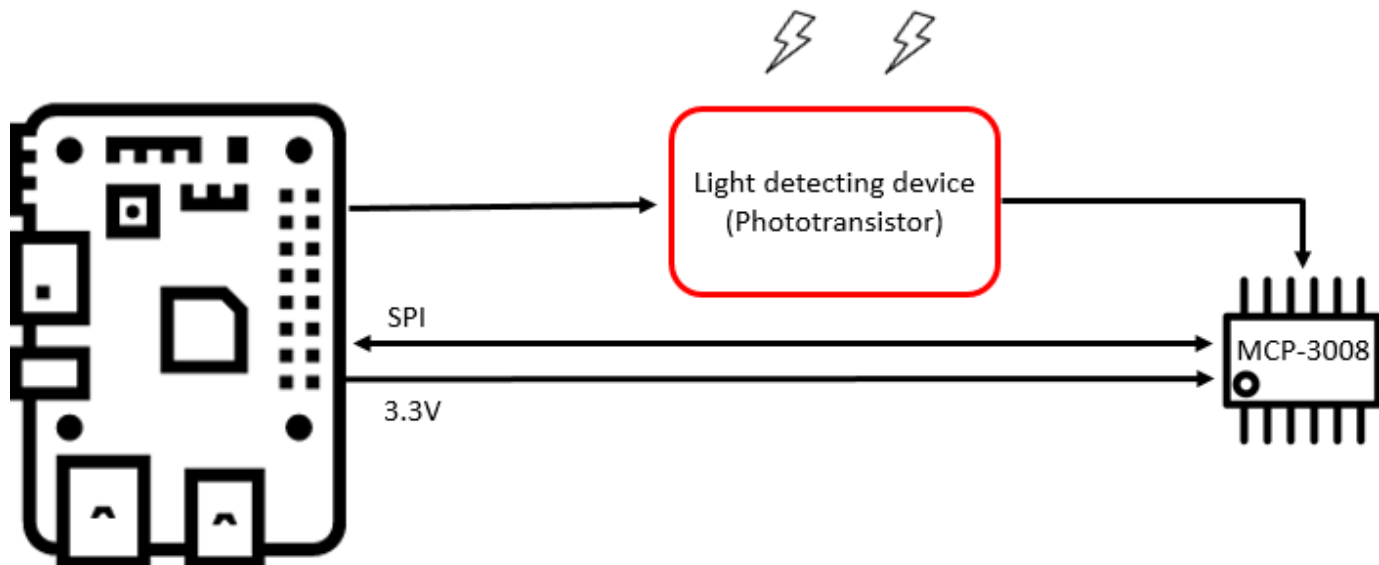 Light detecting device
(Phototransistor)
SPI
MCP-3008
3.3V